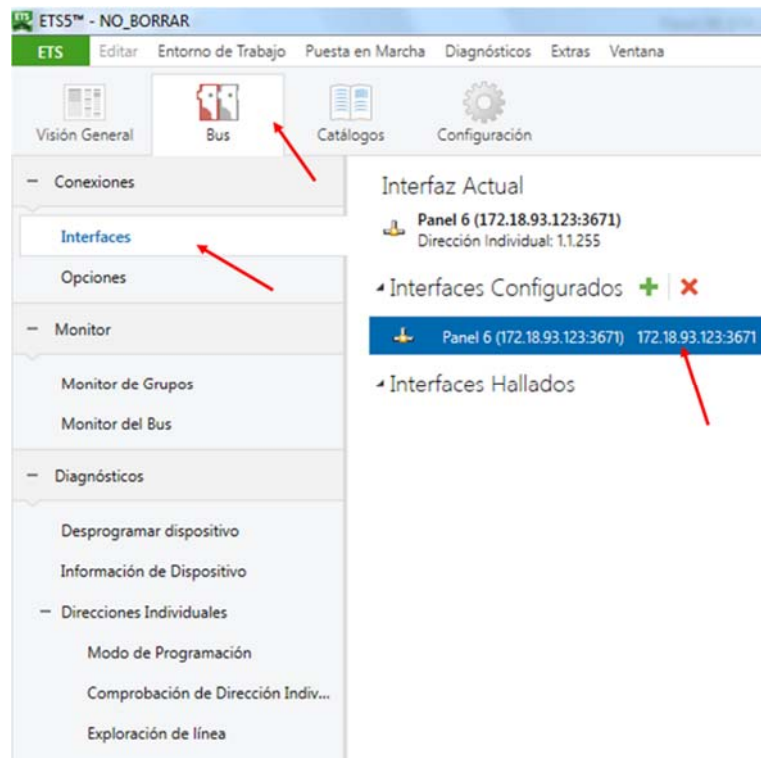 ETS5™ - NO_BORRAR
ETS Editar Entorno de Trabajo Puesta en Marcha Diagnósticos Extras Ventana
Visión General Bus Catálogos Configuración
Conexiones
Interfaces
Opciones
Monitor
Monitor de Grupos
Monitor del Bus
Diagnósticos
Desprogramar dispositivo
Información de Dispositivo
Direcciones Individuales
Modo de Programación
Comprobación de Dirección Indiv...
Exploración de línea
Interfaz Actual
Panel 6 (172.18.93.123:3671)
Dirección Individual: 1.1.255
Interfaces Configurados
Panel 6 (172.18.93.123:3671) 172.18.93.123:3671
Interfaces Hallados